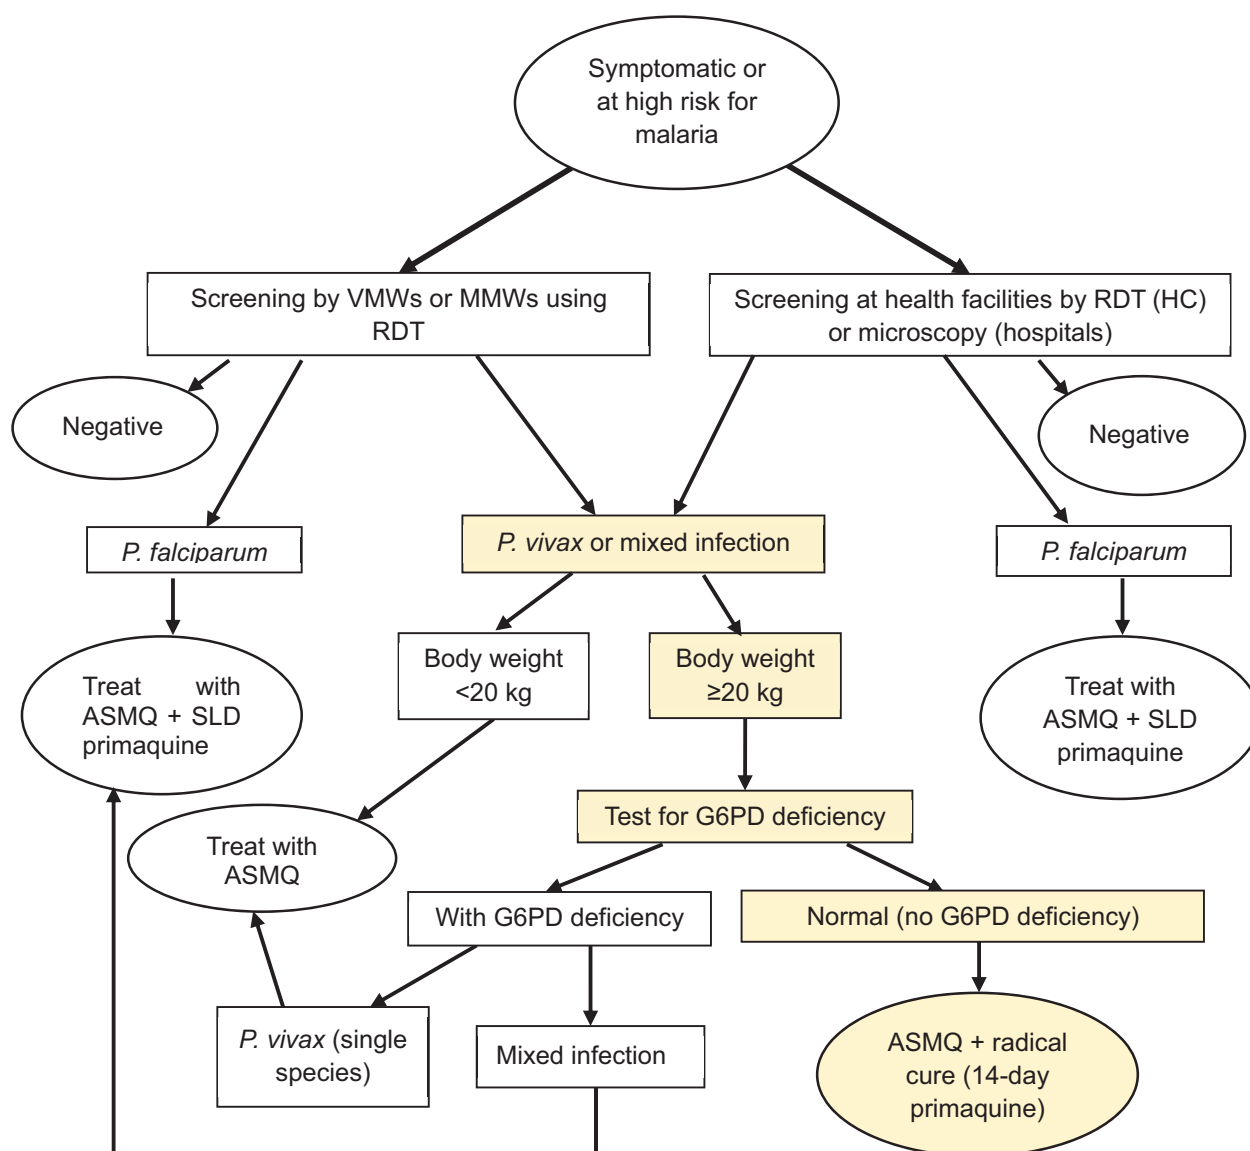 Symptomatic or
at high risk for
malaria
Screening by VMWs or MMWs using
RDT
Screening at health facilities by RDT (HC)
or microscopy (hospitals)
Negative
Negative
P. falciparum
P. vivax or mixed infection
P. falciparum
Treat with
ASMQ + SLD
primaquine
Body weight
<20 kg
Body weight
≥20 kg
Treat with
ASMQ + SLD
primaquine
Test for G6PD deficiency
Treat with
ASMQ
With G6PD deficiency
Normal (no G6PD deficiency)
P. vivax (single
species)
Mixed infection
ASMQ + radical
cure (14-day
primaquine)